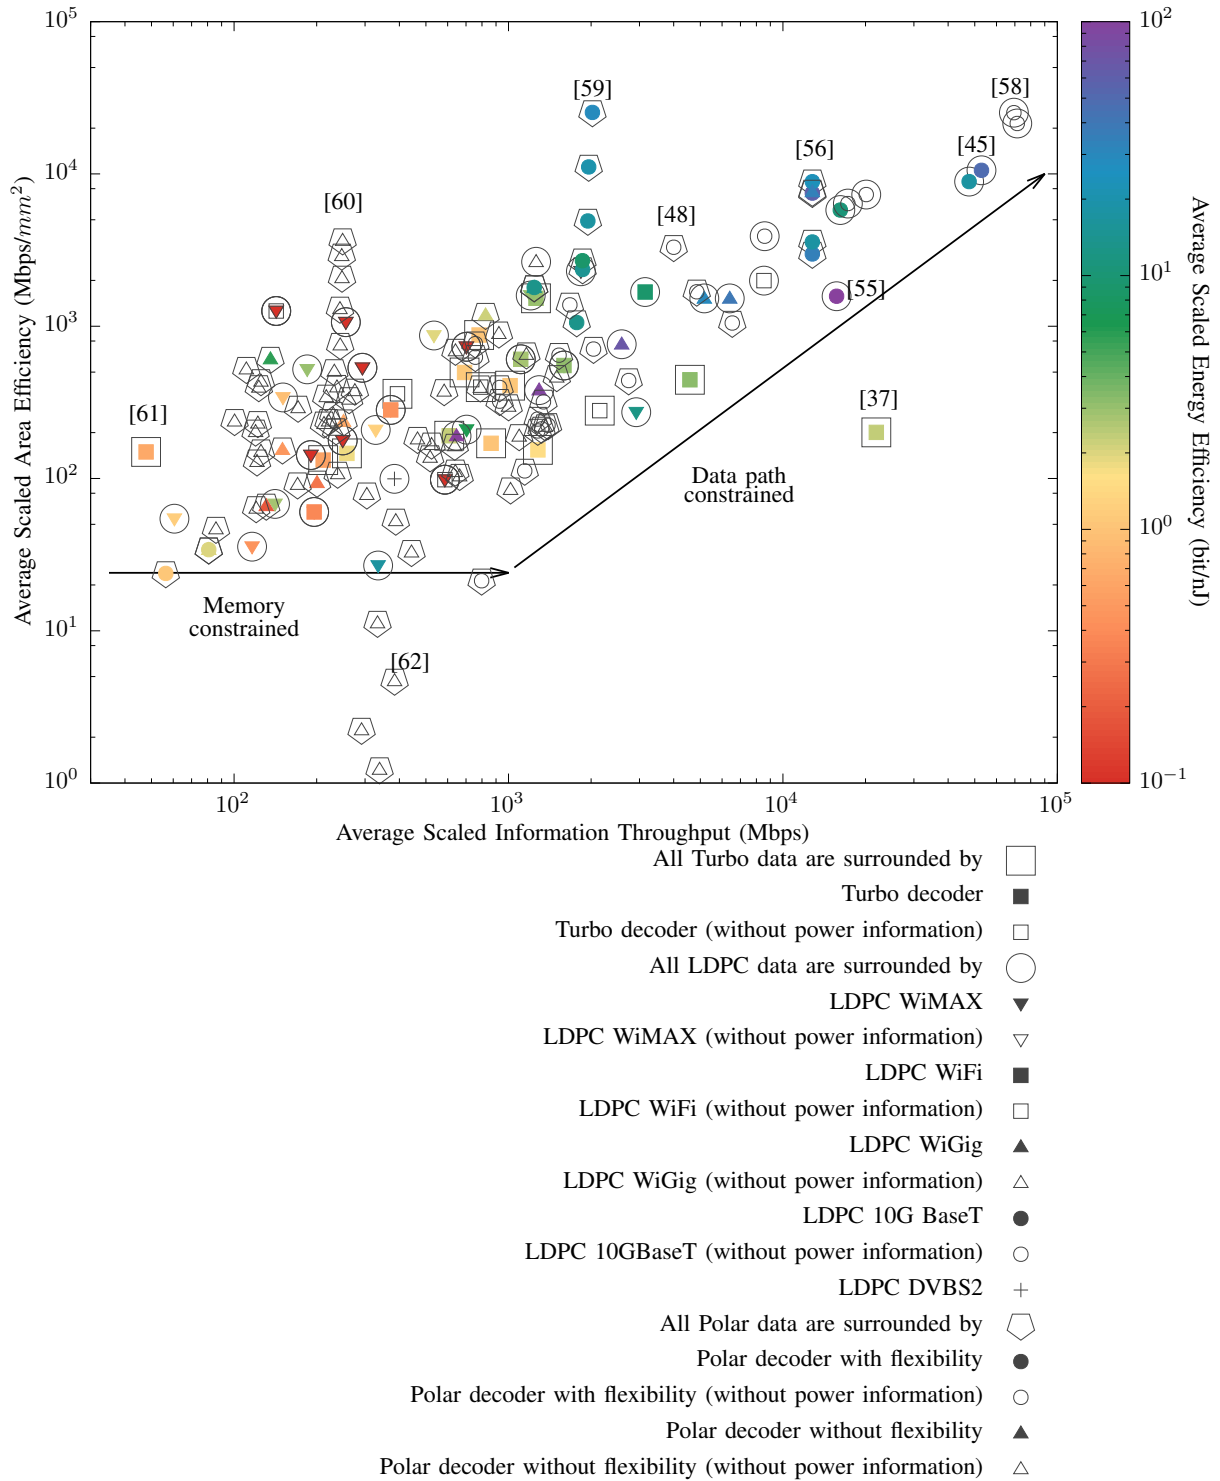 10^5
10^2
[59]
[58]
[56]
[45]
10^4
[60]
[48]
10^1
[55]
10^3
[61]
[37]
10^2
Data path
constrained
10^0
Memory
constrained
10^1
[62]
10^0
10^−1
10^2
10^3
10^4
10^5
Average Scaled Area Efficiency (Mbps/mm^2)
Average Scaled Energy Efficiency (bit/nJ)
Average Scaled Information Throughput (Mbps)
All Turbo data are surrounded by
Turbo decoder
Turbo decoder (without power information)
All LDPC data are surrounded by
LDPC WiMAX
LDPC WiMAX (without power information)
LDPC WiFi
LDPC WiFi (without power information)
LDPC WiGig
LDPC WiGig (without power information)
LDPC 10G BaseT
LDPC 10GBaseT (without power information)
LDPC DVBS2
All Polar data are surrounded by
Polar decoder with flexibility
Polar decoder with flexibility (without power information)
Polar decoder without flexibility
Polar decoder without flexibility (without power information)